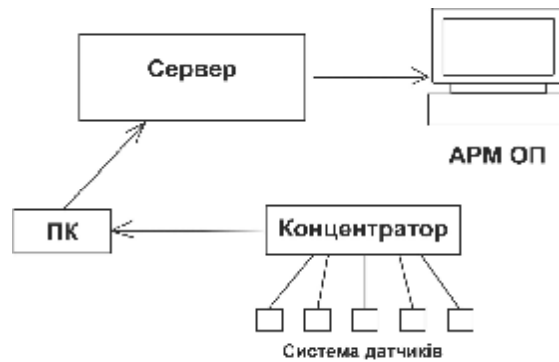 Сервер
АРМ ОП
ПК
Концентратор
Система датчиків